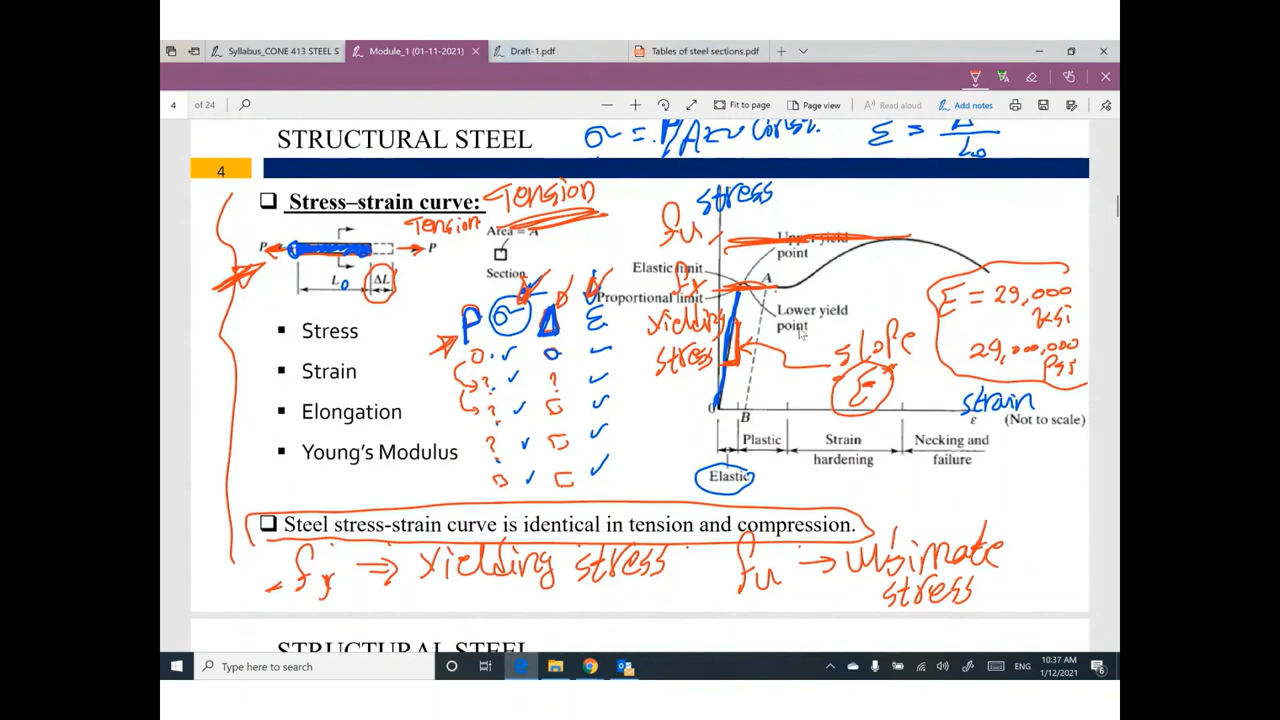 Syllabus_CONE 413 STEEL S
Module_1 (01-11-2021)
Draft-1.pdf
Tables of steel sections.pdf
4 of 24
Fit to page
Page view
Read aloud
Add notes
STRUCTURAL STEEL
σ = P/A ~ Const.
ε = Δ/L₀
4
Stress–strain curve:
Tension
Tension
Area = A
Section
P
P
L₀
ΔL
Stress
Strain
Elongation
Young's Modulus
P σ Δ ε
0
?
?
?
stress
fu
Upper yield
point
Elastic limit
A
fy
Proportional limit
Lower yield
point
yielding
stress
slope
E
E = 29,000
Ksi
29,000,000
Psi
strain
0
B
ε
(Not to scale)
Elastic
Plastic
Strain
hardening
Necking and
failure
Steel stress-strain curve is identical in tension and compression.
fy ⇒ yielding stress
fu → ulsimate
stress
STRUCTURAL STEEL
Type here to search
ENG
10:37 AM
1/12/2021
6